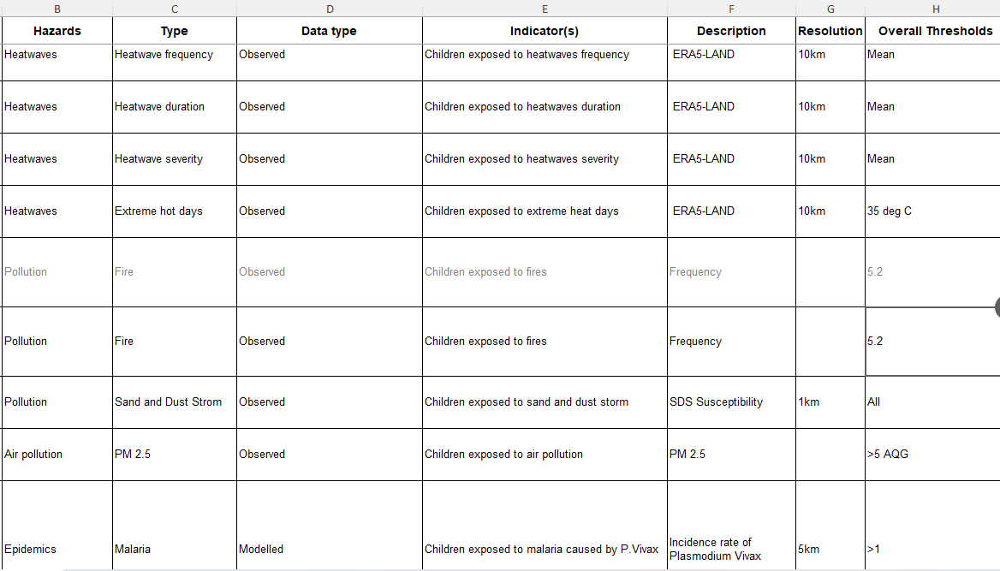 B C D E F G H
Hazards Type Data type Indicator(s) Description Resolution Overall Thresholds
Heatwaves Heatwave frequency Observed Children exposed to heatwaves frequency ERA5-LAND 10km Mean
Heatwaves Heatwave duration Observed Children exposed to heatwaves duration ERA5-LAND 10km Mean
Heatwaves Heatwave severity Observed Children exposed to heatwaves severity ERA5-LAND 10km Mean
Heatwaves Extreme hot days Observed Children exposed to extreme heat days ERA5-LAND 10km 35 deg C
Pollution Fire Observed Children exposed to fires Frequency 5.2
Pollution Fire Observed Children exposed to fires Frequency 5.2
Pollution Sand and Dust Strom Observed Children exposed to sand and dust storm SDS Susceptibility 1km All
Air pollution PM 2.5 Observed Children exposed to air pollution PM 2.5 >5 AQG
Epidemics Malaria Modelled Children exposed to malaria caused by P.Vivax Incidence rate of
Plasmodium Vivax 5km >1